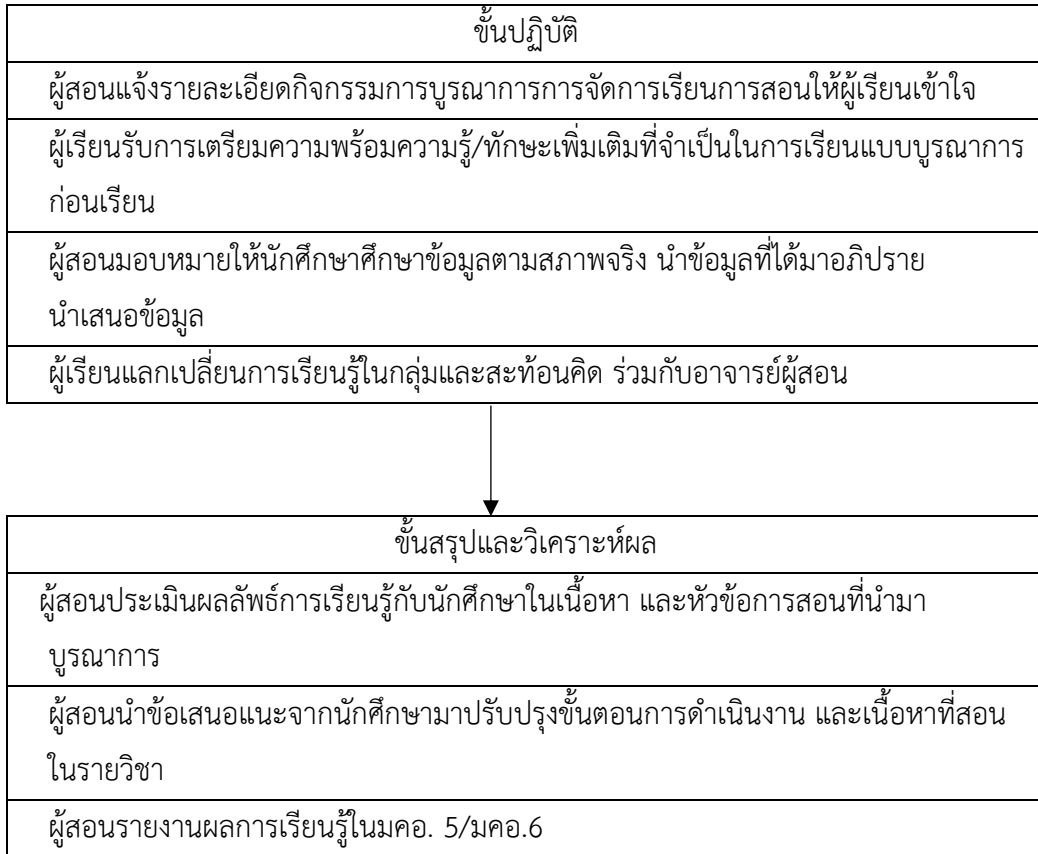 ขั้นปฏิบัติ
ผู้สอนแจ้งรายละเอียดกิจกรรมการบูรณาการการจัดการเรียนการสอนให้ผู้เรียนเข้าใจ
ผู้เรียนรับการเตรียมความพร้อมความรู้/ทักษะเพิ่มเติมที่จำเป็นในการเรียนแบบบูรณาการ
ก่อนเรียน
ผู้สอนมอบหมายให้นักศึกษาศึกษาข้อมูลตามสภาพจริง นำข้อมูลที่ได้มาอภิปราย
นำเสนอข้อมูล
ผู้เรียนแลกเปลี่ยนการเรียนรู้ในกลุ่มและสะท้อนคิด ร่วมกับอาจารย์ผู้สอน
ขั้นสรุปและวิเคราะห์ผล
ผู้สอนประเมินผลลัพธ์การเรียนรู้กับนักศึกษาในเนื้อหา และหัวข้อการสอนที่นำมา
บูรณาการ
ผู้สอนนำข้อเสนอแนะจากนักศึกษามาปรับปรุงขั้นตอนการดำเนินงาน และเนื้อหาที่สอน
ในรายวิชา
ผู้สอนรายงานผลการเรียนรู้ในมคอ. 5/มคอ.6